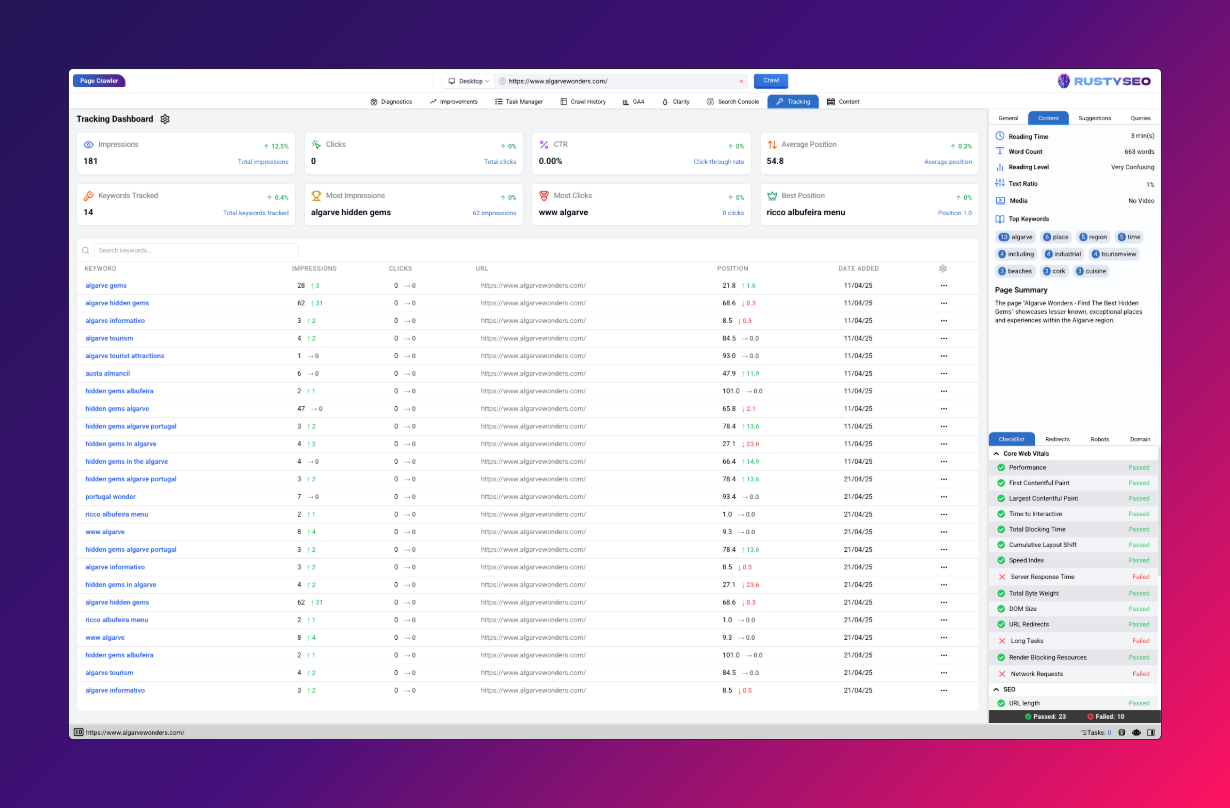 Page Crawler
Desktop
https://www.algarvewonders.com/
×
Crawl
RUSTYSEO
Diagnostics Improvements Task Manager Crawl History GA4 Clarity Search Console Tracking Content
Tracking Dashboard
Impressions ↑ 12.5%
181 Total impressions
Clicks ↑ 0%
0 Total clicks
CTR ↑ 0%
0.00% Click-through rate
Average Position ↑ 0.3%
54.8 Average position
Keywords Tracked ↑ 0.4%
14 Total keywords tracked
Most Impressions ↑ 0%
algarve hidden gems 62 impressions
Most Clicks ↑ 0%
www algarve 0 clicks
Best Position ↑ 0%
ricco albufeira menu Position 1.0
Search keywords...
KEYWORD IMPRESSIONS CLICKS URL POSITION DATE ADDED
algarve gems 28 ↑ 3 0 → 0 https://www.algarvewonders.com/ 21.8 ↑ 1.6 11/04/25 •••
algarve hidden gems 62 ↑ 31 0 → 0 https://www.algarvewonders.com/ 68.6 ↓ 0.3 11/04/25 •••
algarve informativo 3 ↑ 2 0 → 0 https://www.algarvewonders.com/ 8.5 ↓ 0.5 11/04/25 •••
algarve tourism 4 ↑ 2 0 → 0 https://www.algarvewonders.com/ 84.5 → 0.0 11/04/25 •••
algarve tourist attractions 1 → 0 0 → 0 https://www.algarvewonders.com/ 93.0 → 0.0 11/04/25 •••
austa almancil 6 → 0 0 → 0 https://www.algarvewonders.com/ 47.9 ↑ 11.9 11/04/25 •••
hidden gems albufeira 2 ↑ 1 0 → 0 https://www.algarvewonders.com/ 101.0 → 0.0 11/04/25 •••
hidden gems algarve 47 → 0 0 → 0 https://www.algarvewonders.com/ 65.8 ↓ 2.1 11/04/25 •••
hidden gems algarve portugal 3 ↑ 2 0 → 0 https://www.algarvewonders.com/ 78.4 ↑ 13.6 11/04/25 •••
hidden gems in algarve 4 ↑ 2 0 → 0 https://www.algarvewonders.com/ 27.1 ↓ 23.6 11/04/25 •••
hidden gems in the algarve 4 → 0 0 → 0 https://www.algarvewonders.com/ 66.4 ↑ 14.9 11/04/25 •••
hidden gems algarve portugal 3 ↑ 2 0 → 0 https://www.algarvewonders.com/ 78.4 ↑ 13.6 21/04/25 •••
portugal wonder 7 → 0 0 → 0 https://www.algarvewonders.com/ 93.4 → 0.0 21/04/25 •••
ricco albufeira menu 2 ↑ 1 0 → 0 https://www.algarvewonders.com/ 1.0 → 0.0 21/04/25 •••
www algarve 8 ↑ 4 0 → 0 https://www.algarvewonders.com/ 9.3 → 0.0 21/04/25 •••
hidden gems algarve portugal 3 ↑ 2 0 → 0 https://www.algarvewonders.com/ 78.4 ↑ 13.6 21/04/25 •••
algarve informativo 3 ↑ 2 0 → 0 https://www.algarvewonders.com/ 8.5 ↓ 0.5 21/04/25 •••
hidden gems in algarve 4 ↑ 2 0 → 0 https://www.algarvewonders.com/ 27.1 ↓ 23.6 21/04/25 •••
algarve hidden gems 62 ↑ 31 0 → 0 https://www.algarvewonders.com/ 68.6 ↓ 0.3 21/04/25 •••
ricco albufeira menu 2 ↑ 1 0 → 0 https://www.algarvewonders.com/ 1.0 → 0.0 21/04/25 •••
www algarve 8 ↑ 4 0 → 0 https://www.algarvewonders.com/ 9.3 → 0.0 21/04/25 •••
hidden gems albufeira 2 ↑ 1 0 → 0 https://www.algarvewonders.com/ 101.0 → 0.0 21/04/25 •••
algarve tourism 4 ↑ 2 0 → 0 https://www.algarvewonders.com/ 84.5 → 0.0 21/04/25 •••
algarve informativo 3 ↑ 2 0 → 0 https://www.algarvewonders.com/ 8.5 ↓ 0.5 21/04/25 •••
General Content Suggestions Queries
Reading Time 3 min(s)
Word Count 663 words
Reading Level Very Confusing
Text Ratio 1%
Media No Video
Top Keywords
13 algarve 6 place 5 region 5 time
4 including 4 industrial 4 tourismview
3 beaches 3 cork 3 cuisine
Page Summary
The page "Algarve Wonders - Find The Best Hidden
Gems" showcases lesser-known, exceptional places
and experiences within the Algarve region.
Checklist Redirects Robots Domain
Core Web Vitals
Performance Passed
First Contentful Paint Passed
Largest Contentful Paint Passed
Time to Interactive Passed
Total Blocking Time Passed
Cumulative Layout Shift Passed
Speed Index Passed
Server Response Time Failed
Total Byte Weight Passed
DOM Size Passed
URL Redirects Passed
Long Tasks Failed
Render Blocking Resources Passed
Network Requests Failed
SEO
URL length Passed
Passed: 23 Failed: 10
https://www.algarvewonders.com/
Tasks: 0